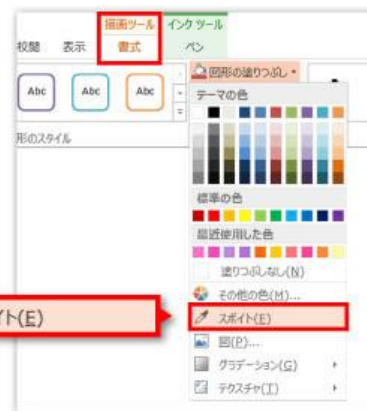 描画ツール インク ツール
校閲 表示 書式 ペン
図形の塗りつぶし
Abc Abc Abc
テーマの色
形のスタイル
標準の色
最近使用した色
塗りつぶしなし(N)
その他の色(M)...
イト(E)
スポイト(E)
図(P)...
グラデーション(G)
テクスチャ(T)